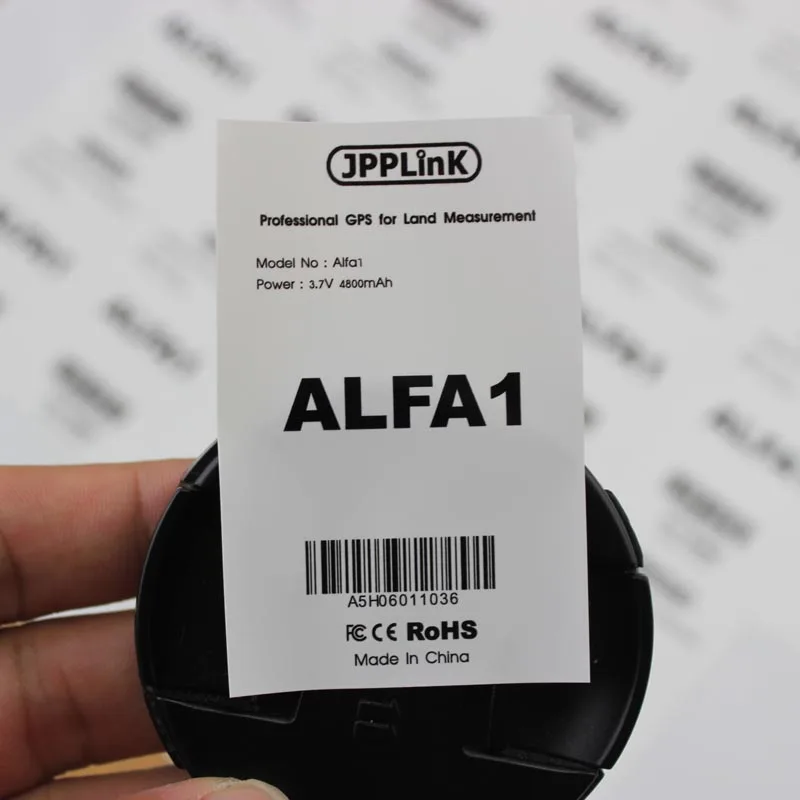 JPPLinK
Professional GPS for Land Measurement
Model No : Alfa1
Power : 3.7V 4800mAh
ALFA1
A5H06011036
FC CE RoHS
Made In China